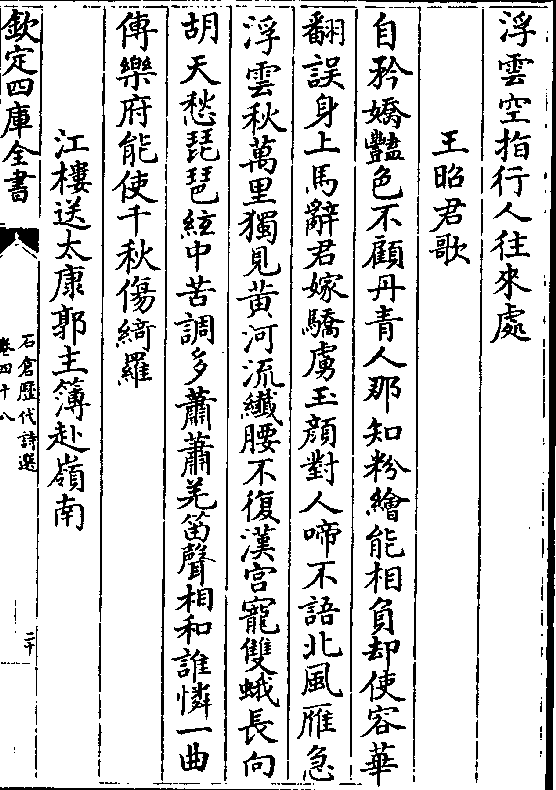 浮雲空指行人往來處
王昭君歌
自矜嬌豔色不顧丹青人那知粉繪能相負却使容華
翻誤身上馬辭君嫁驕虜玉顔對人啼不語北風雁急
浮雲秋萬里獨見黄河流纖腰不復漢宫寵雙蛾長向
胡天愁琵琶絃中苦調多蕭蕭羌笛聲相和誰憐一曲
傳樂府能使千秋傷綺羅
江樓送太康郭主簿赴嶺南
欽定四庫全書
石倉歷代詩選
卷四十八
二十